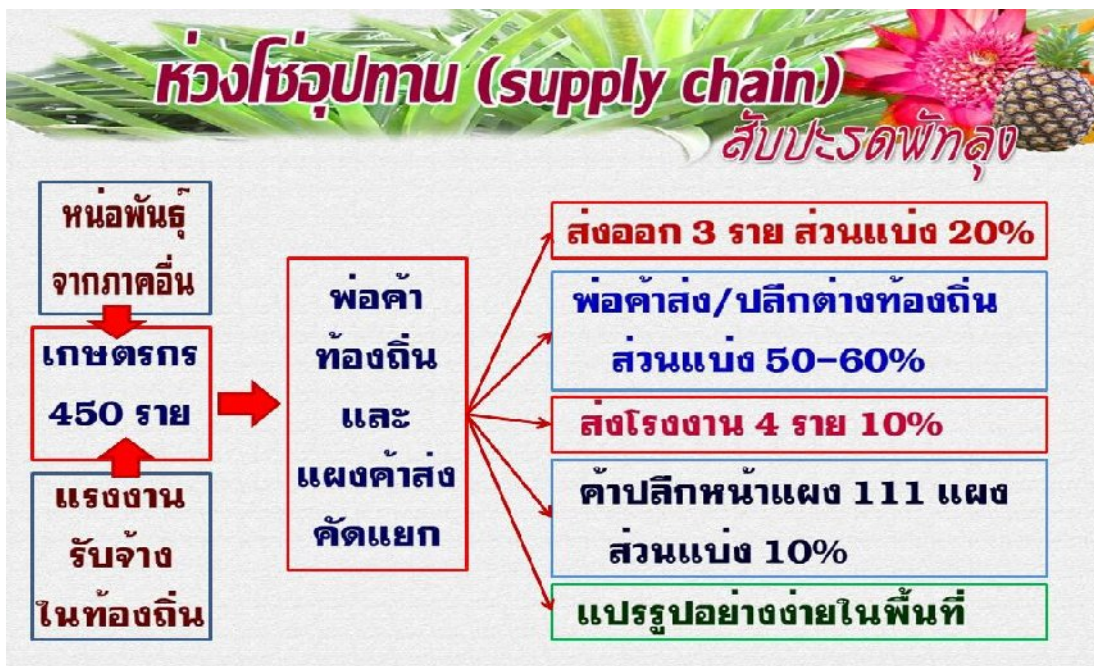 ห่วงโซ่อุปทาน (supply chain)
สับปะรดพัทลุง
หน่อพันธุ์
จากภาคอื่น
เกษตรกร
450 ราย
แรงงาน
รับจ้าง
ในท้องถิ่น
พ่อค้า
ท้องถิ่น
และ
แผงค้าส่ง
คัดแยก
ส่งออก 3 ราย ส่วนแบ่ง 20%
พ่อค้าส่ง/ปลีกต่างท้องถิ่น
ส่วนแบ่ง 50-60%
ส่งโรงงาน 4 ราย 10%
ค้าปลีกหน้าแผง 111 แผง
ส่วนแบ่ง 10%
แปรรูปอย่างง่ายในพื้นที่